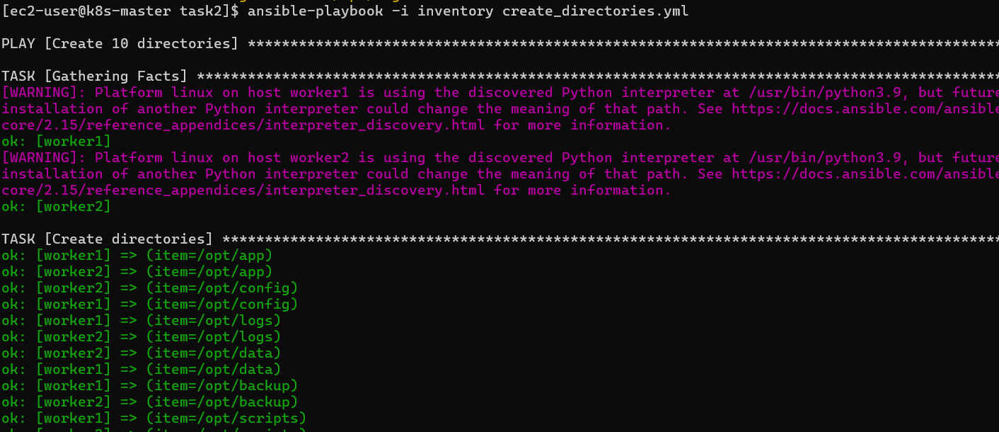 [ec2-user@k8s-master task2]$ ansible-playbook -i inventory create_directories.yml
PLAY [Create 10 directories] ******************************************************************************************
TASK [Gathering Facts] ************************************************************************************************
[WARNING]: Platform linux on host worker1 is using the discovered Python interpreter at /usr/bin/python3.9, but future
installation of another Python interpreter could change the meaning of that path. See https://docs.ansible.com/ansible
core/2.15/reference_appendices/interpreter_discovery.html for more information.
ok: [worker1]
[WARNING]: Platform linux on host worker2 is using the discovered Python interpreter at /usr/bin/python3.9, but future
installation of another Python interpreter could change the meaning of that path. See https://docs.ansible.com/ansible
core/2.15/reference_appendices/interpreter_discovery.html for more information.
ok: [worker2]
TASK [Create directories] *********************************************************************************************
ok: [worker1] => (item=/opt/app)
ok: [worker2] => (item=/opt/app)
ok: [worker2] => (item=/opt/config)
ok: [worker1] => (item=/opt/config)
ok: [worker1] => (item=/opt/logs)
ok: [worker2] => (item=/opt/logs)
ok: [worker2] => (item=/opt/data)
ok: [worker1] => (item=/opt/data)
ok: [worker1] => (item=/opt/backup)
ok: [worker2] => (item=/opt/backup)
ok: [worker1] => (item=/opt/scripts)